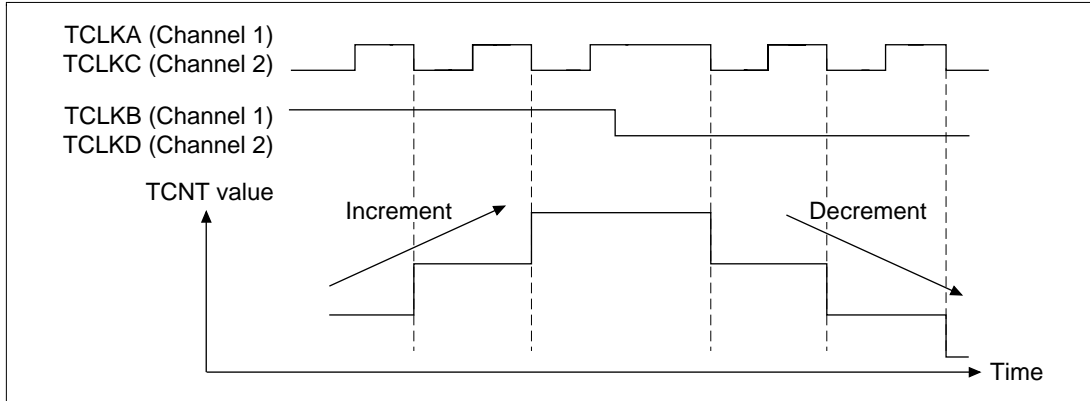 TCLKA (Channel 1)
TCLKC (Channel 2)
TCLKB (Channel 1)
TCLKD (Channel 2)
TCNT value
Increment
Decrement
Time